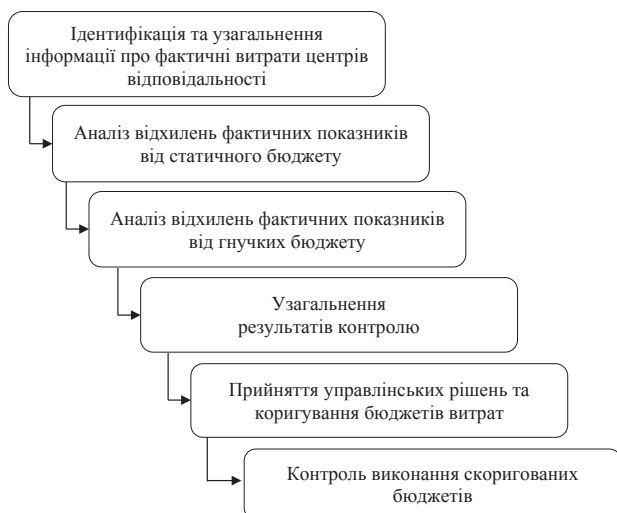 Ідентифікація та узагальнення
інформації про фактичні витрати центрів
відповідальності
Аналіз відхилень фактичних показників
від статичного бюджету
Аналіз відхилень фактичних показників
від гнучких бюджету
Узагальнення
результатів контролю
Прийняття управлінських рішень та
коригування бюджетів витрат
Контроль виконання скоригованих
бюджетів